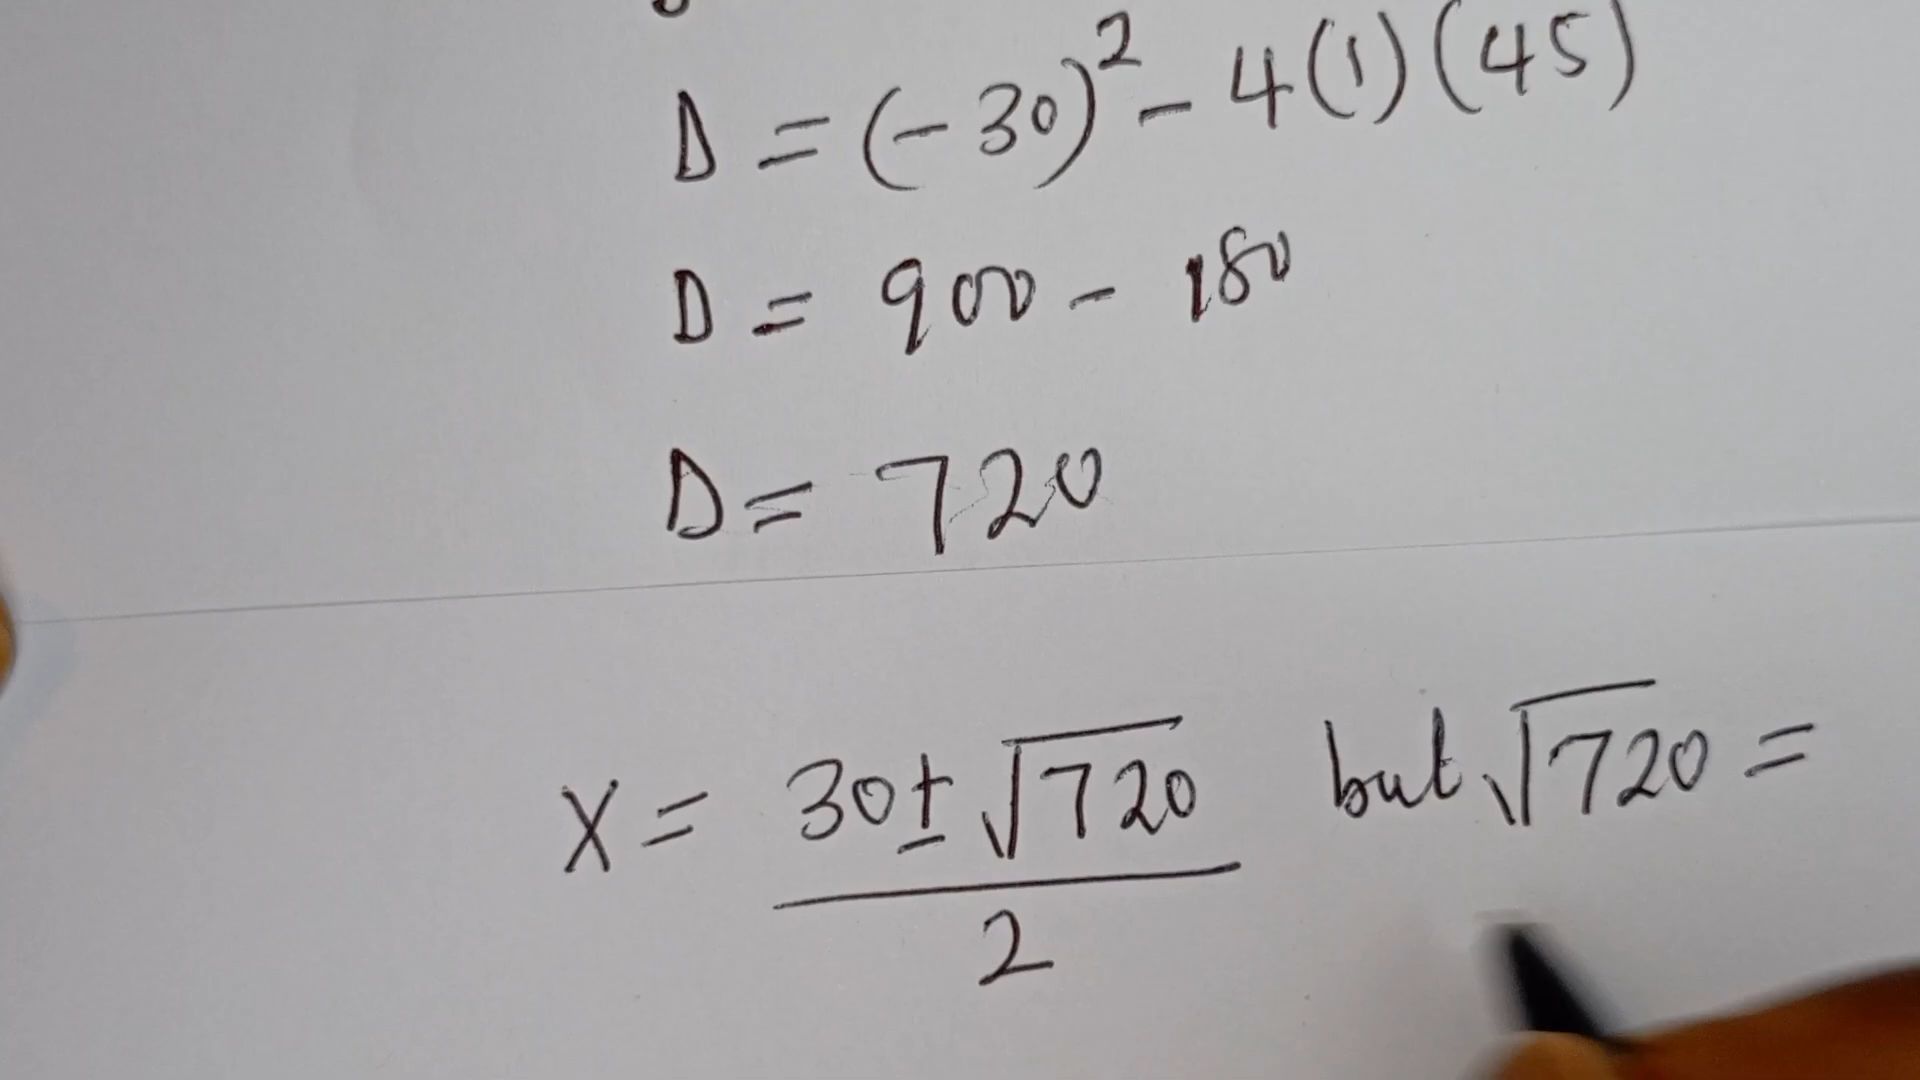 D = (-30)² - 4(1)(45)
D = 900 - 180
D = 720
X = (30 ± √720) / 2 but √720 =